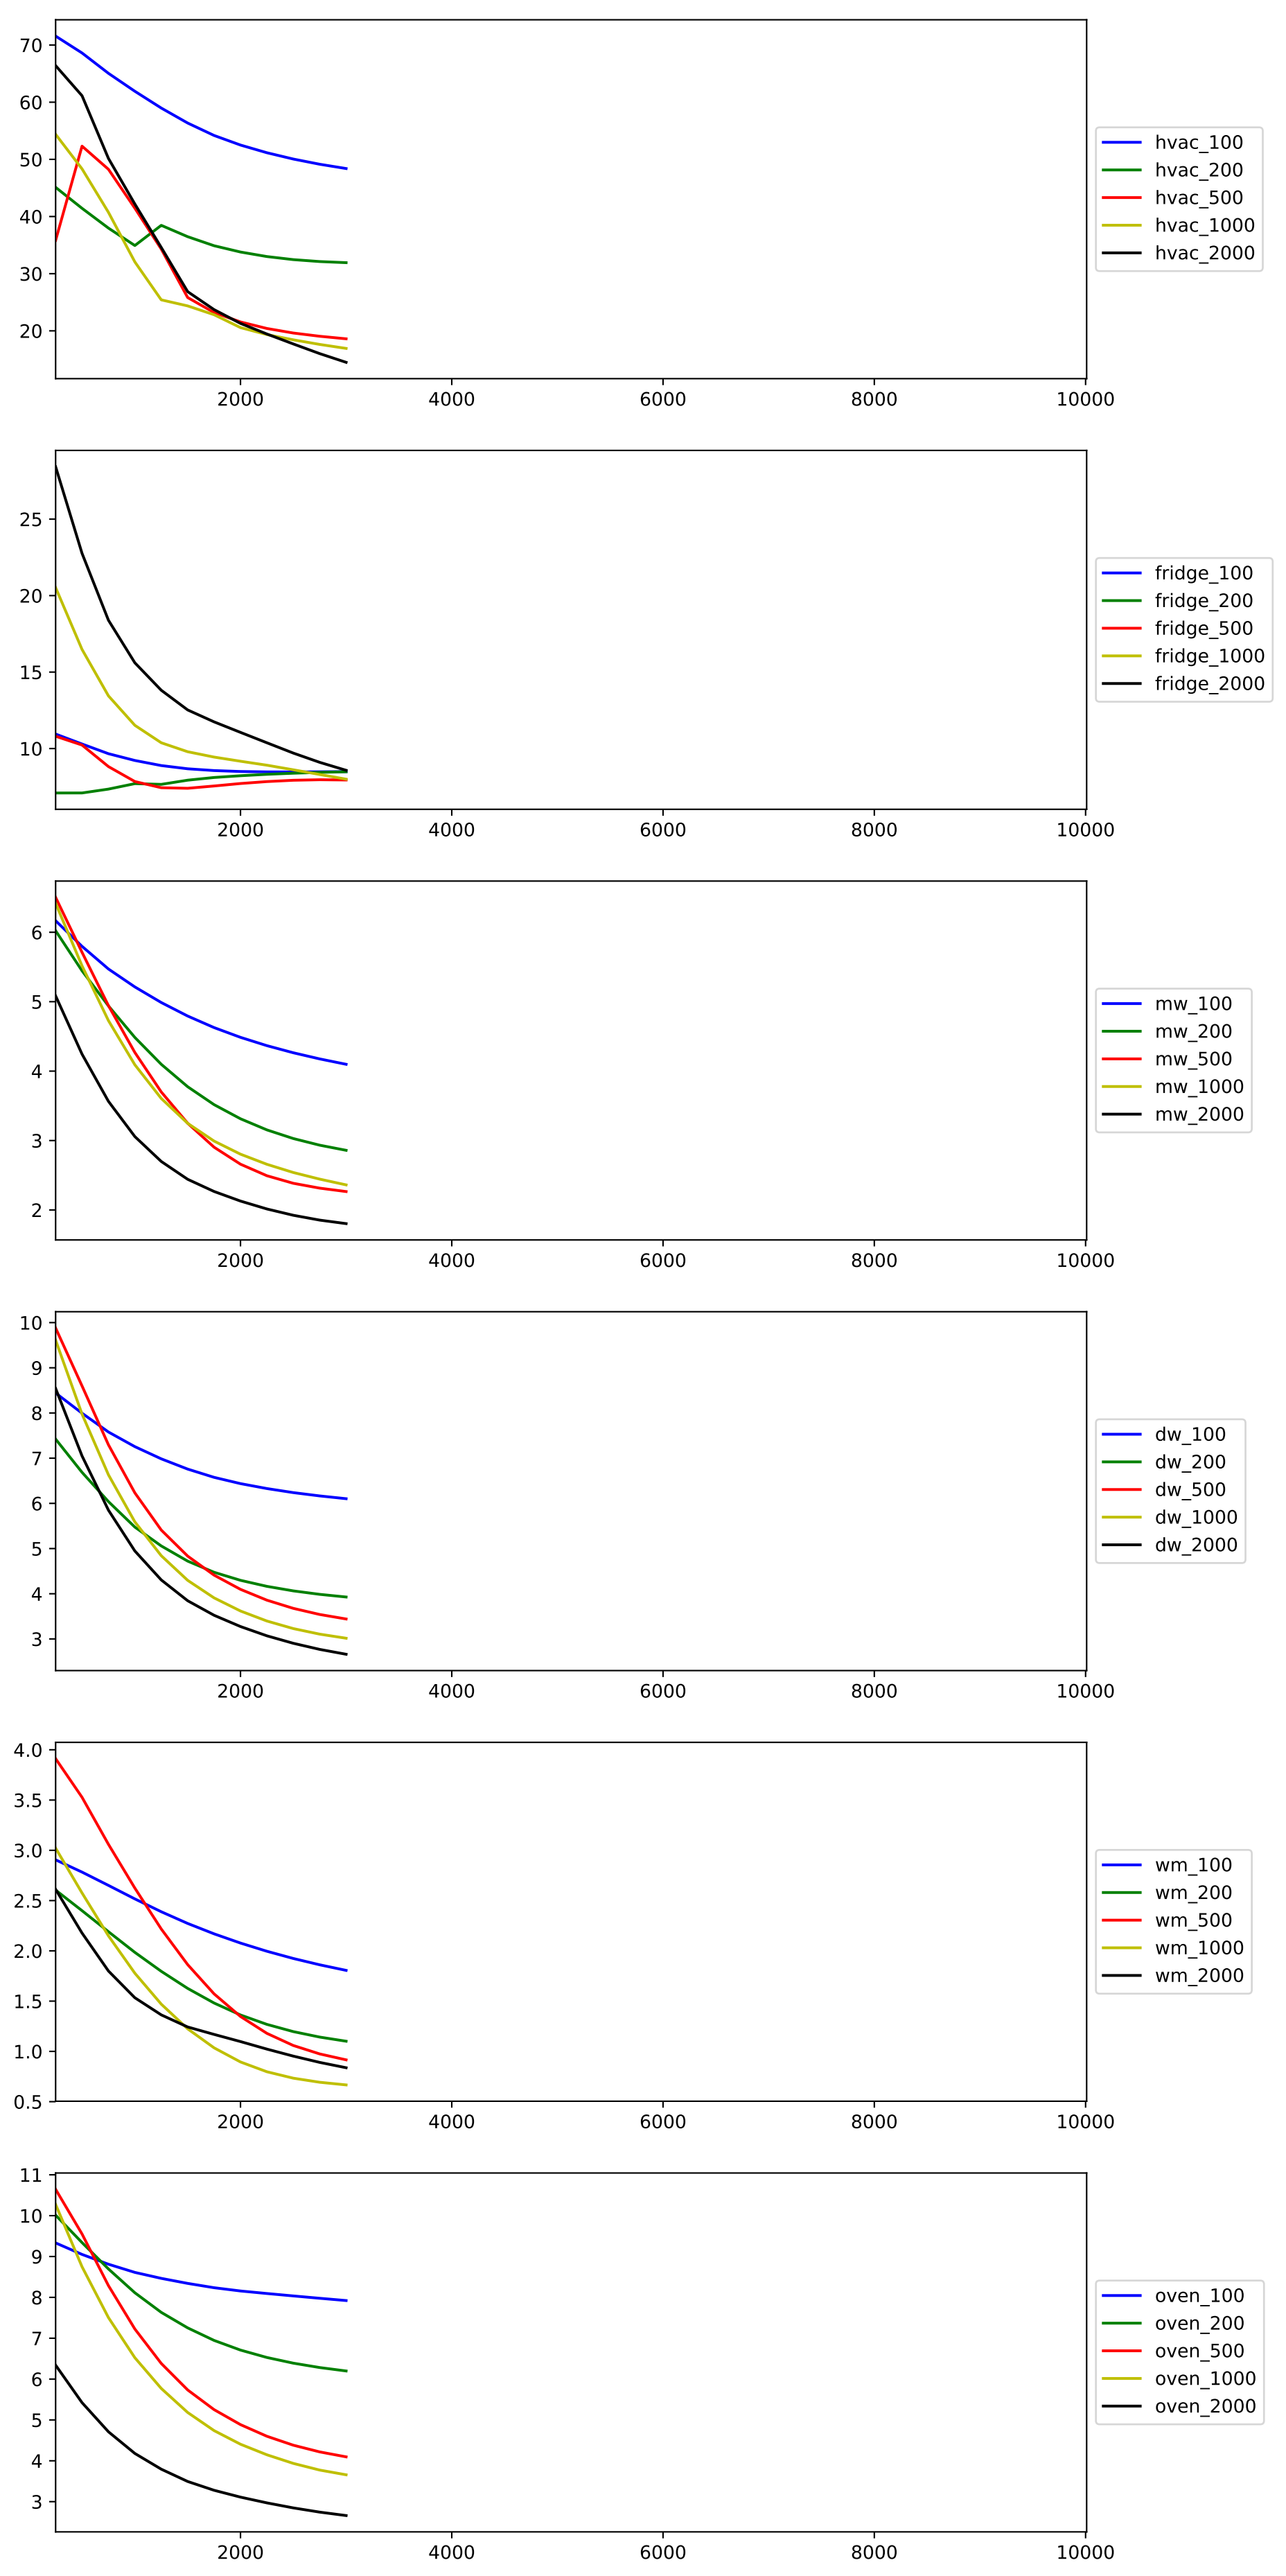 70
60
50
40
30
20
2000 4000 6000 8000 10000
hvac_100
hvac_200
hvac_500
hvac_1000
hvac_2000
25
20
15
10
2000 4000 6000 8000 10000
fridge_100
fridge_200
fridge_500
fridge_1000
fridge_2000
6
5
4
3
2
2000 4000 6000 8000 10000
mw_100
mw_200
mw_500
mw_1000
mw_2000
10
9
8
7
6
5
4
3
2000 4000 6000 8000 10000
dw_100
dw_200
dw_500
dw_1000
dw_2000
4.0
3.5
3.0
2.5
2.0
1.5
1.0
0.5
2000 4000 6000 8000 10000
wm_100
wm_200
wm_500
wm_1000
wm_2000
11
10
9
8
7
6
5
4
3
2000 4000 6000 8000 10000
oven_100
oven_200
oven_500
oven_1000
oven_2000